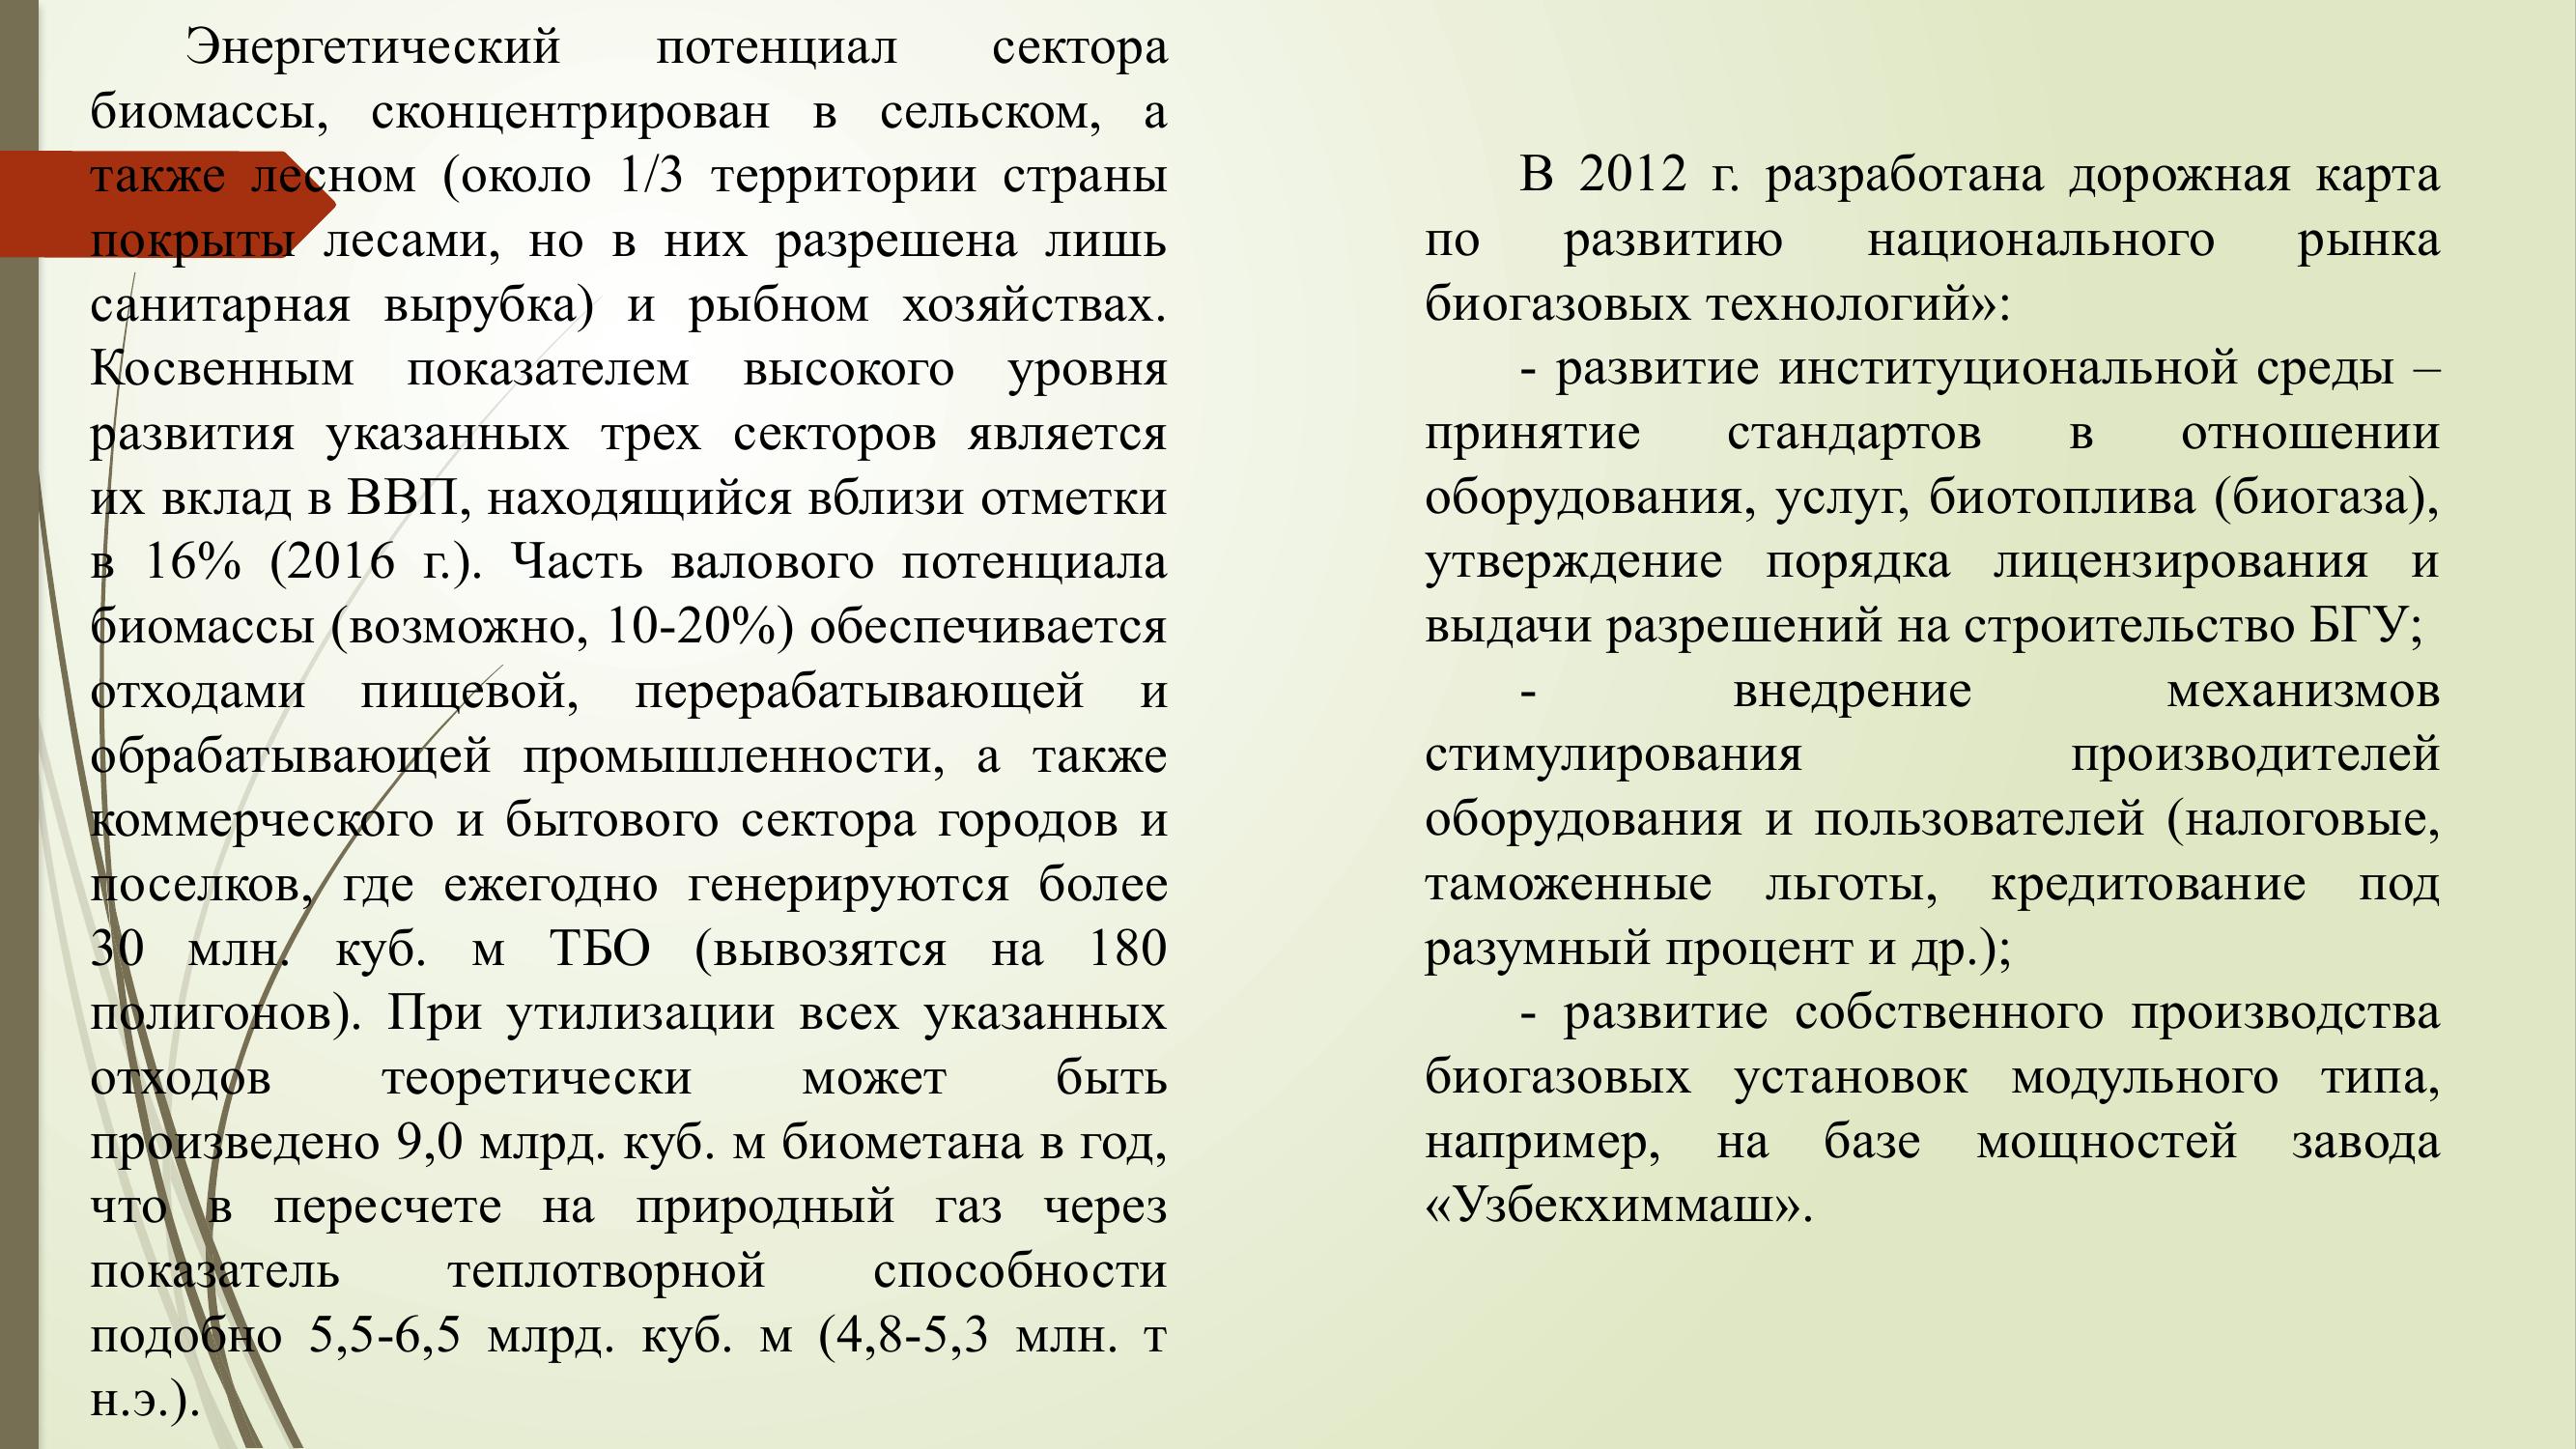 Энергетический потенциал сектора
биомассы, сконцентрирован в сельском, а
также лесном (около 1/3 территории страны
покрыты лесами, но в них разрешена лишь
санитарная вырубка) и рыбном хозяйствах.
Косвенным показателем высокого уровня
развития указанных трех секторов является
их вклад в ВВП, находящийся вблизи отметки
в 16% (2016 г.). Часть валового потенциала
биомассы (возможно, 10-20%) обеспечивается
отходами пищевой, перерабатывающей и
обрабатывающей промышленности, а также
коммерческого и бытового сектора городов и
поселков, где ежегодно генерируются более
30 млн. куб. м ТБО (вывозятся на 180
полигонов). При утилизации всех указанных
отходов теоретически может быть
произведено 9,0 млрд. куб. м биометана в год,
что в пересчете на природный газ через
показатель теплотворной способности
подобно 5,5-6,5 млрд. куб. м (4,8-5,3 млн. т
н.э.).
В 2012 г. разработана дорожная карта
по развитию национального рынка
биогазовых технологий»:
- развитие институциональной среды –
принятие стандартов в отношении
оборудования, услуг, биотоплива (биогаза),
утверждение порядка лицензирования и
выдачи разрешений на строительство БГУ;
- внедрение механизмов
стимулирования производителей
оборудования и пользователей (налоговые,
таможенные льготы, кредитование под
разумный процент и др.);
- развитие собственного производства
биогазовых установок модульного типа,
например, на базе мощностей завода
«Узбекхиммаш».